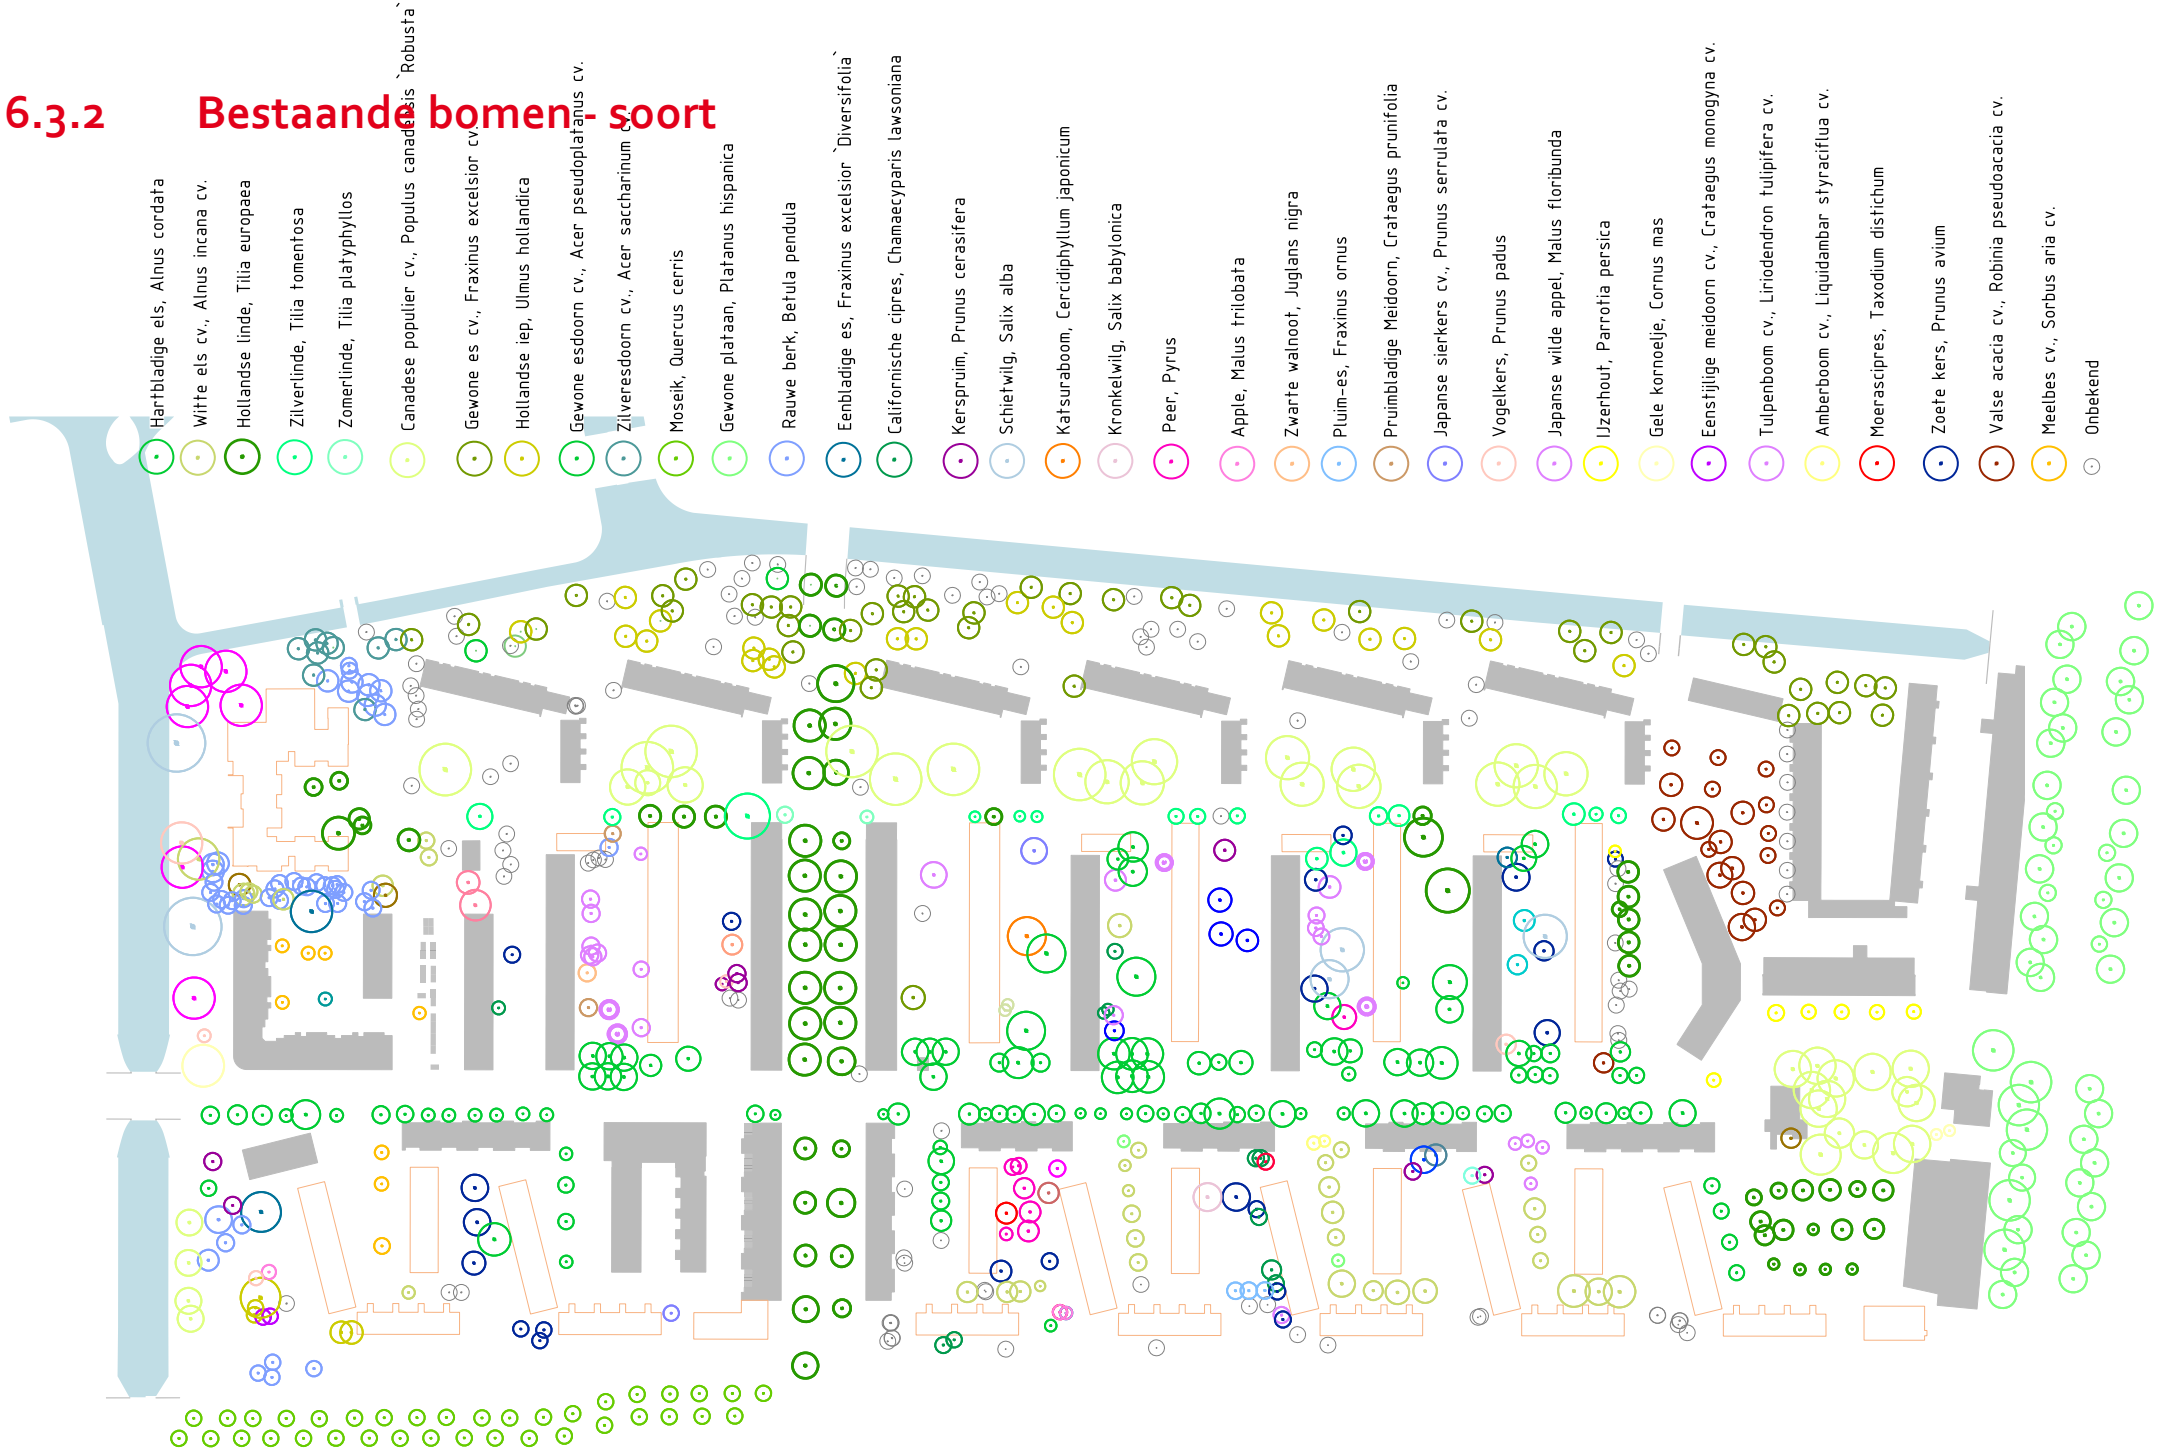 6.3.2 Bestaande bomen - soort
Hartbladige els, Alnus cordata
Witte els cv., Alnus incana cv.
Hollandse linde, Tilia europaea
Zilverlinde, Tilia tomentosa
Zomerlinde, Tilia platyphyllos
Canadese populier cv., Populus canadensis `Robusta`
Gewone es cv., Fraxinus excelsior cv.
Hollandse iep, Ulmus hollandica
Gewone esdoorn cv., Acer pseudoplatanus cv.
Zilveresdoorn cv., Acer saccharinum cv.
Moseik, Quercus cerris
Gewone plataan, Platanus hispanica
Rauwe berk, Betula pendula
Eenbladige es, Fraxinus excelsior `Diversifolia`
Californische cipres, Chamaecyparis lawsoniana
Kerspruim, Prunus cerasifera
Schietwilg, Salix alba
Katsuraboom, Cercidiphyllum japonicum
Kronkelwilg, Salix babylonica
Peer, Pyrus
Apple, Malus trilobata
Zwarte walnoot, Juglans nigra
Pluim-es, Fraxinus ornus
Pruimbladige Meidoorn, Crataegus prunifolia
Japanse sierkers cv., Prunus serrulata cv.
Vogelkers, Prunus padus
Japanse wilde appel, Malus floribunda
IJzerhout, Parrotia persica
Gele kornoelje, Cornus mas
Eenstijlige meidoorn cv., Crataegus monogyna cv.
Tulpenboom cv., Liriodendron tulipifera cv.
Amberboom cv., Liquidambar styraciflua cv.
Moerascipres, Taxodium distichum
Zoete kers, Prunus avium
Valse acacia cv., Robinia pseudoacacia cv.
Meelbes cv., Sorbus aria cv.
Onbekend